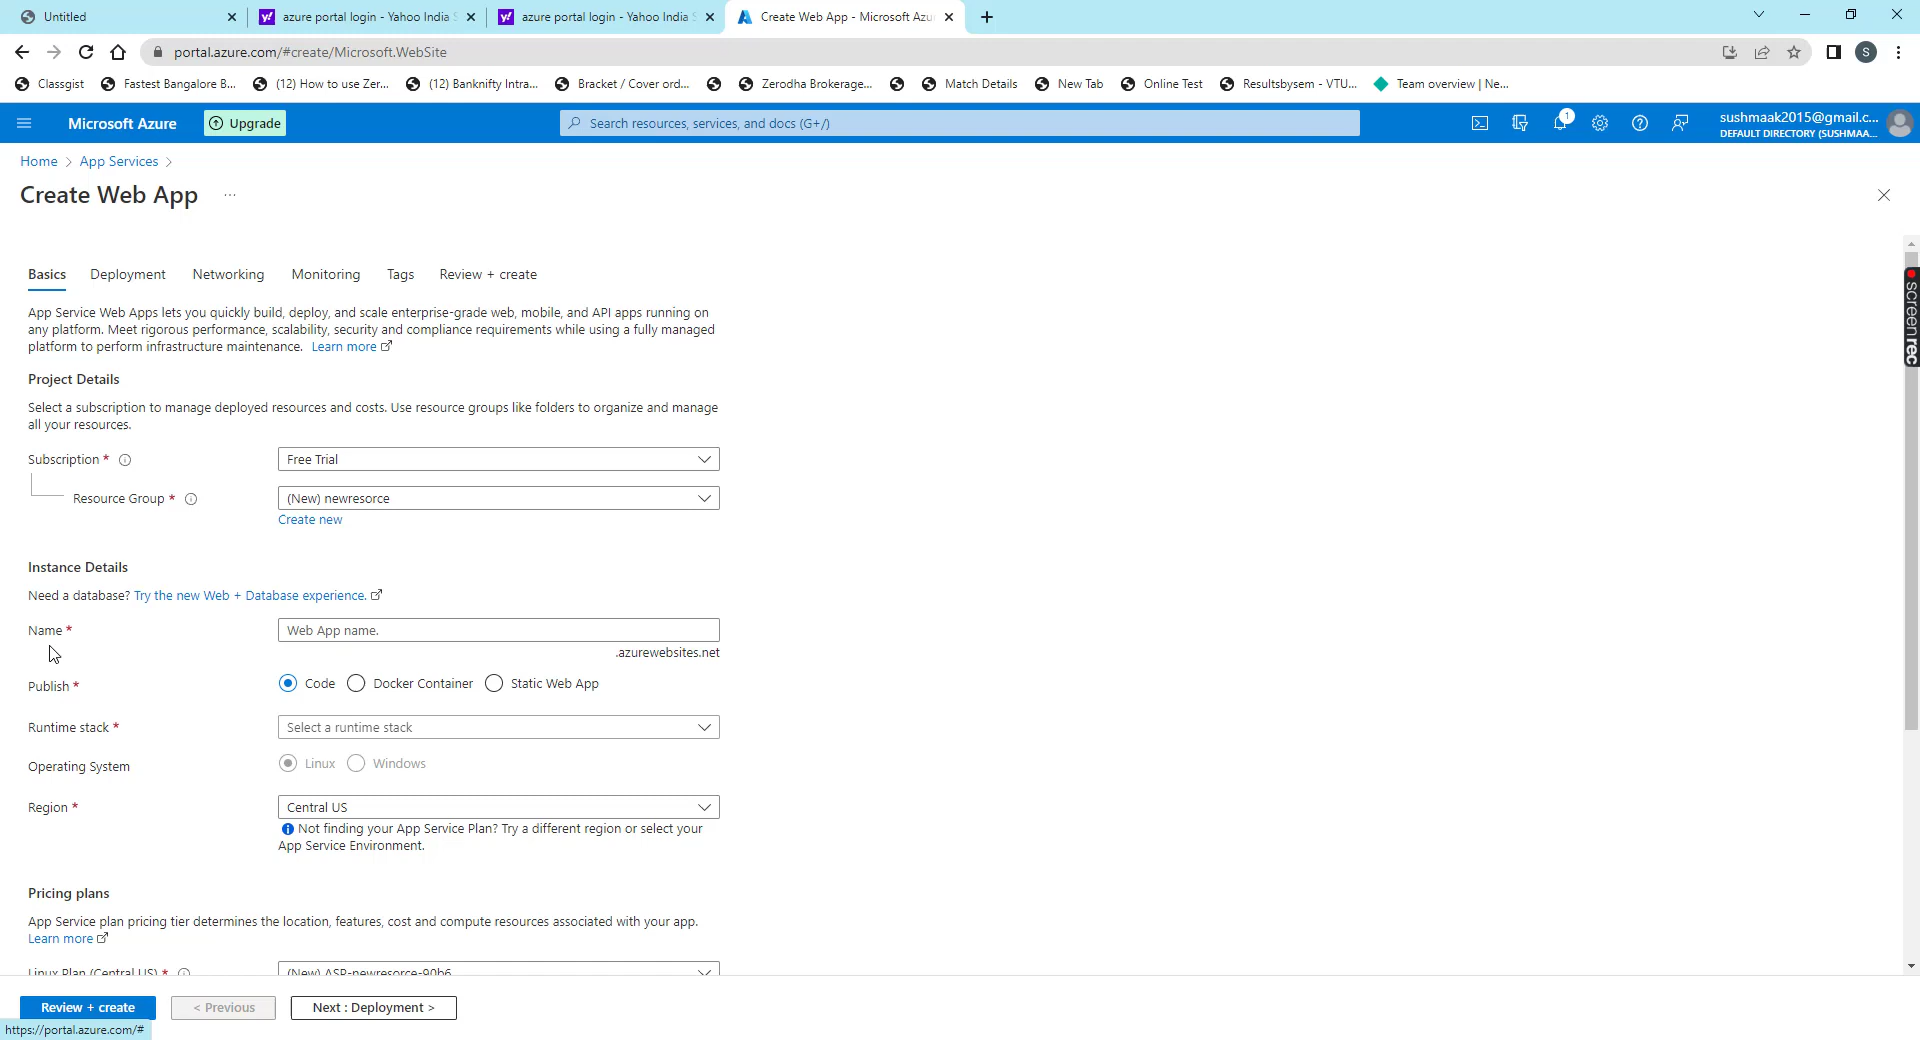 Untitled
azure portal login - Yahoo India S
azure portal login - Yahoo India S
Create Web App - Microsoft Azu
portal.azure.com/#create/Microsoft.WebSite
S
Classgist
Fastest Bangalore B...
(12) How to use Zer...
(12) Banknifty Intra...
Bracket / Cover ord...
Zerodha Brokerage...
Match Details
New Tab
Online Test
Resultsbysem - VTU...
Team overview | Ne...
Microsoft Azure
Upgrade
Search resources, services, and docs (G+/)
1
sushmaak2015@gmail.c...
DEFAULT DIRECTORY (SUSHMAA...
Home > App Services >
Create Web App ...
Basics Deployment Networking Monitoring Tags Review + create
App Service Web Apps lets you quickly build, deploy, and scale enterprise-grade web, mobile, and API apps running on
any platform. Meet rigorous performance, scalability, security and compliance requirements while using a fully managed
platform to perform infrastructure maintenance. Learn more
Project Details
Select a subscription to manage deployed resources and costs. Use resource groups like folders to organize and manage
all your resources.
Subscription *
Free Trial
Resource Group *
(New) newresorce
Create new
Instance Details
Need a database? Try the new Web + Database experience.
Name *
Web App name.
.azurewebsites.net
Publish *
Code Docker Container Static Web App
Runtime stack *
Select a runtime stack
Operating System
Linux Windows
Region *
Central US
Not finding your App Service Plan? Try a different region or select your
App Service Environment.
Pricing plans
App Service plan pricing tier determines the location, features, cost and compute resources associated with your app.
Learn more
Linux Plan (Central US) *
(New) ASP-newresorce-90b6
Review + create
< Previous
Next : Deployment >
https://portal.azure.com/#
screenrec